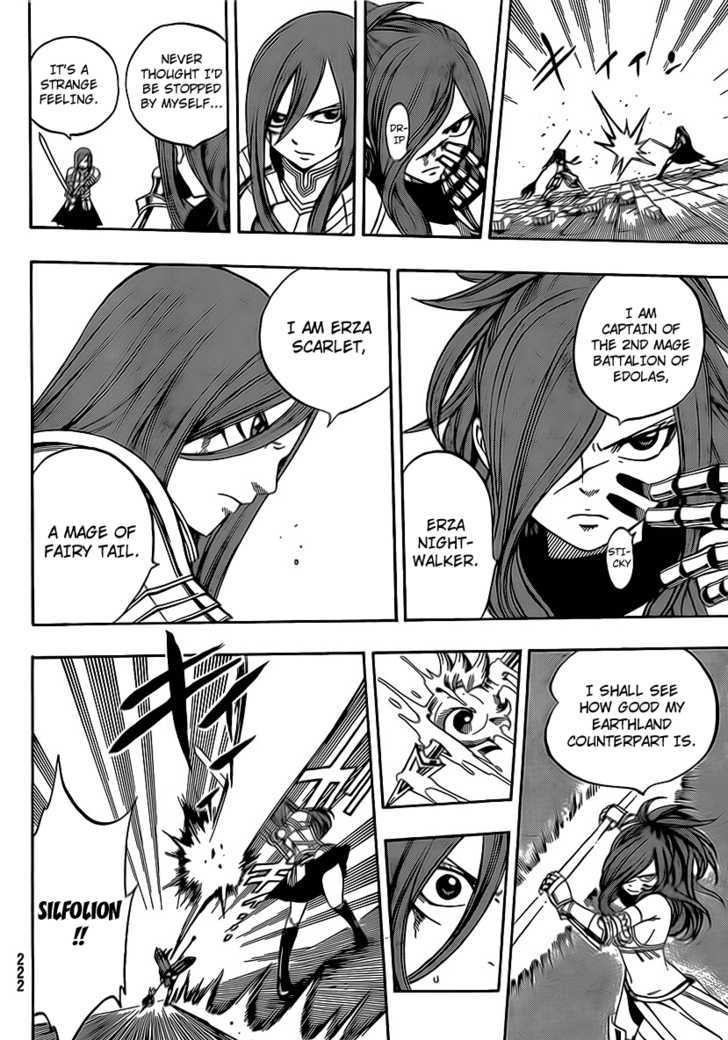 DR-
IP
NEVER
THOUGHT I'D
BE STOPPED
BY MYSELF...
IT'S A
STRANGE
FEELING.
I AM
CAPTAIN OF
THE 2ND MAGE
BATTALION OF
EDOLAS,
ERZA
NIGHT-
WALKER.
STI-
CKY
I AM ERZA
SCARLET,
A MAGE OF
FAIRY TAIL.
I SHALL SEE
HOW GOOD MY
EARTHLAND
COUNTERPART IS.
SILFOLION
!!
222